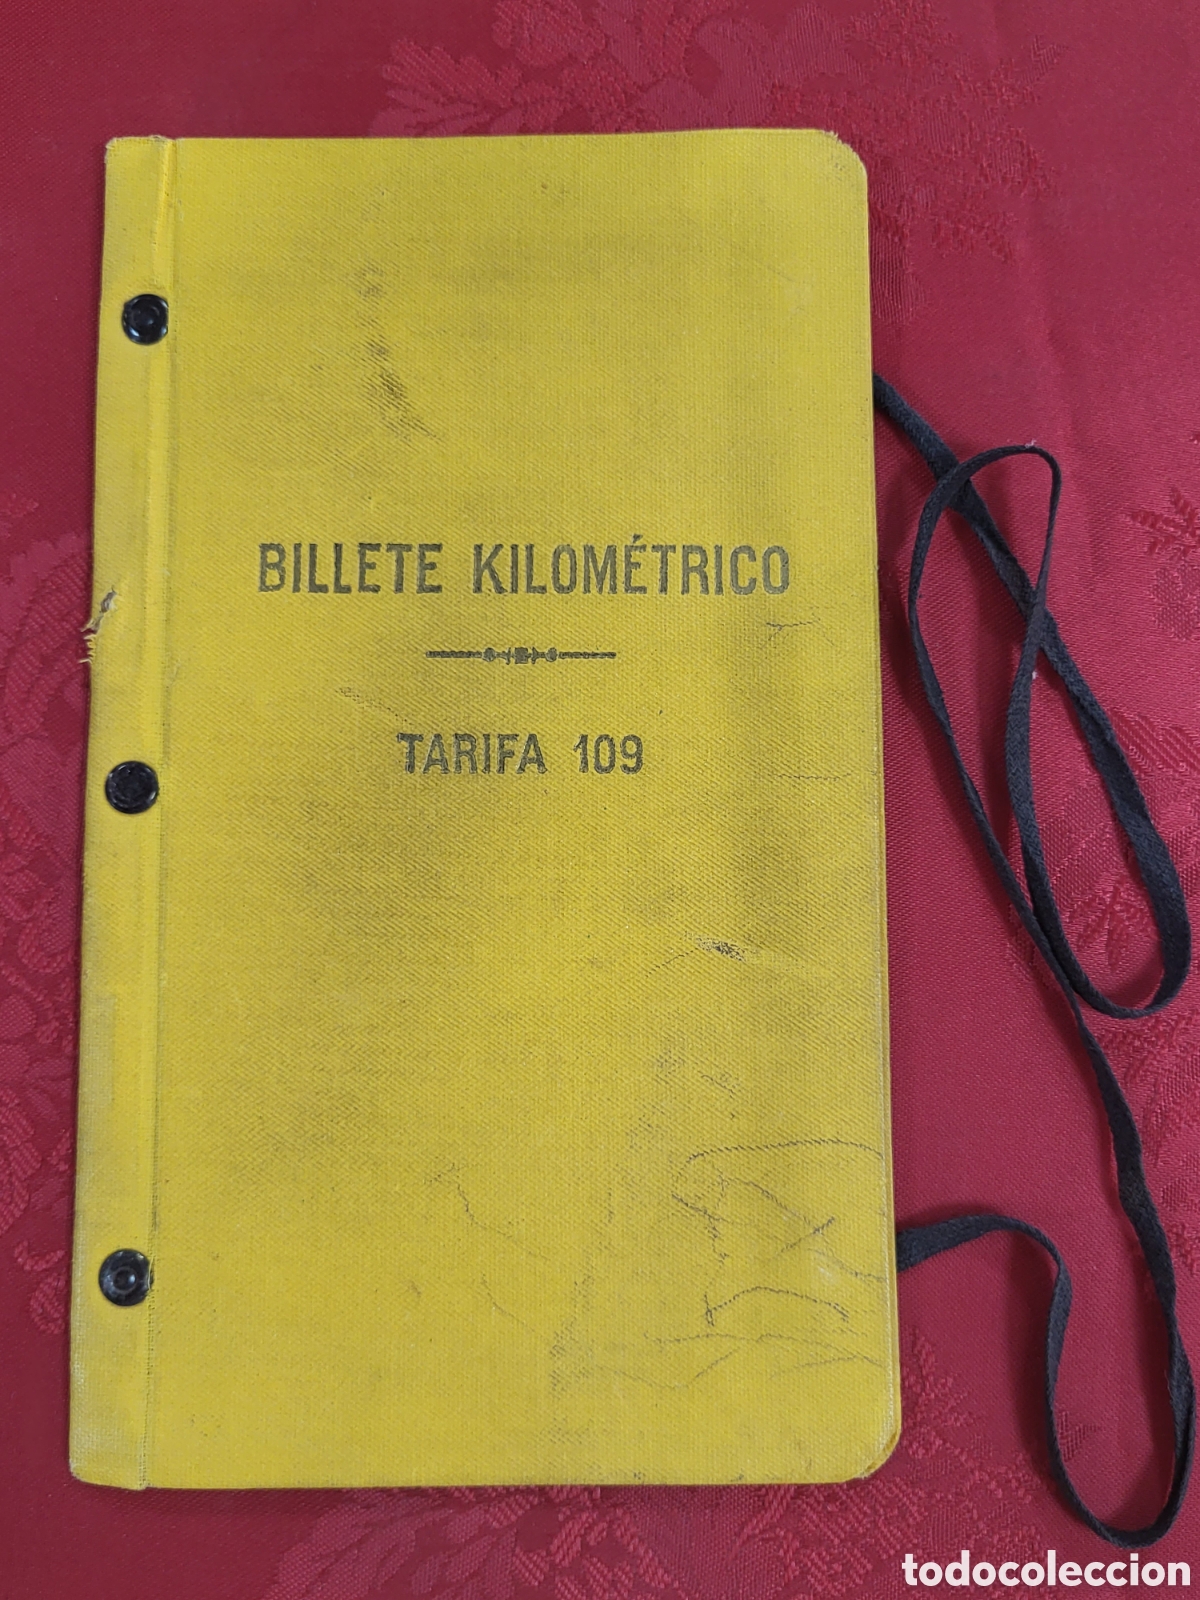 BILLETE KILOMÉTRICO
TARIFA 109
todocoleccion